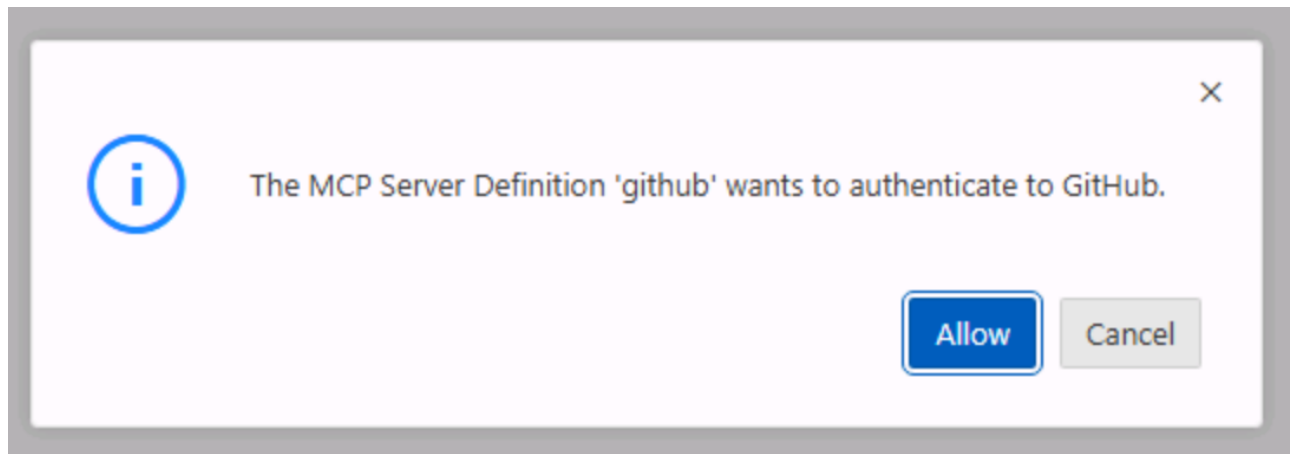 The MCP Server Definition 'github' wants to authenticate to GitHub.
Allow
Cancel